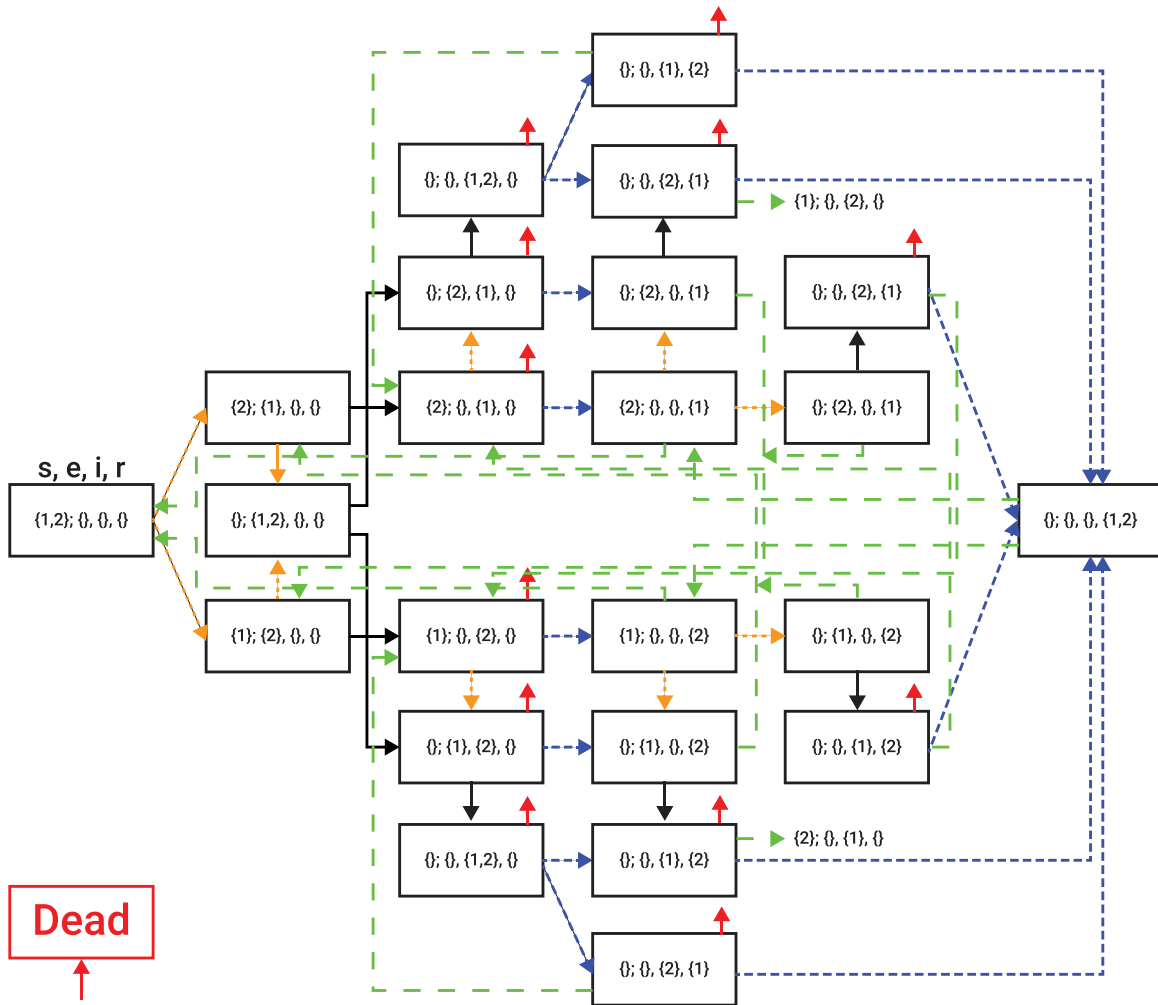 {}; {}, {1}, {2}
{}; {}, {1,2}, {}
{}; {}, {2}, {1}
{1}; {}, {2}, {}
{}; {2}, {1}, {}
{}; {2}, {}, {1}
{}; {}, {2}, {1}
{2}; {1}, {}, {}
{2}; {}, {1}, {}
{2}; {}, {}, {1}
{}; {2}, {}, {1}
s, e, i, r
{1,2}; {}, {}, {}
{}; {1,2}, {}, {}
{}; {}, {}, {1,2}
{1}; {2}, {}, {}
{1}; {}, {2}, {}
{1}; {}, {}, {2}
{}; {1}, {}, {2}
{}; {1}, {2}, {}
{}; {1}, {}, {2}
{}; {}, {1}, {2}
{}; {}, {1,2}, {}
{}; {}, {1}, {2}
{2}; {}, {1}, {}
Dead
{}; {}, {2}, {1}